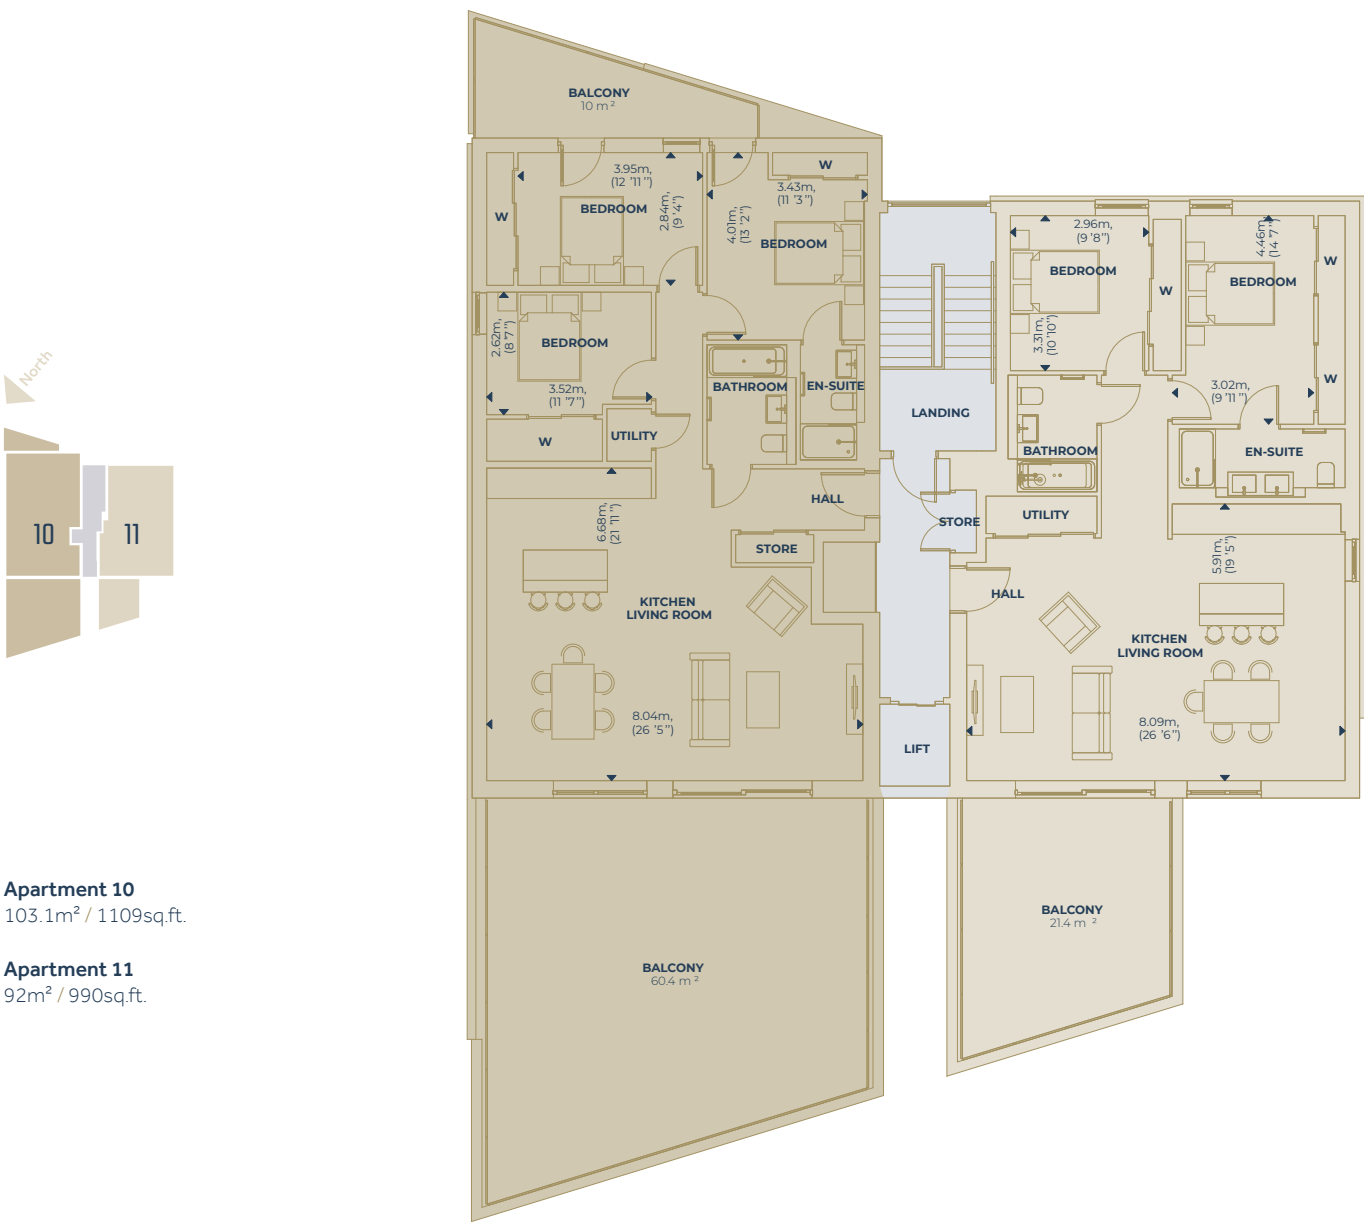 BALCONY
10 m²
3.95m,
(12 '11 ")
BEDROOM
2.84m,
(9 '4")
W
W
3.43m,
(11 '3")
4.01m,
(13 '2")
BEDROOM
2.62m,
(8 '7")
BEDROOM
3.52m,
(11 '7")
W
UTILITY
BATHROOM
EN-SUITE
LANDING
HALL
STORE
STORE
6.68m,
(21 '11")
KITCHEN
LIVING ROOM
8.04m,
(26 '5")
LIFT
2.96m,
(9 '8")
BEDROOM
3.31m,
(10 '10")
W
4.46m,
(14 '7")
BEDROOM
W
W
3.02m,
(9 '11")
BATHROOM
EN-SUITE
UTILITY
HALL
5.91m,
(19 '5")
KITCHEN
LIVING ROOM
8.09m,
(26 '6")
BALCONY
60.4 m²
BALCONY
21.4 m²
North
10
11
Apartment 10
103.1m² / 1109sq.ft.
Apartment 11
92m² / 990sq.ft.